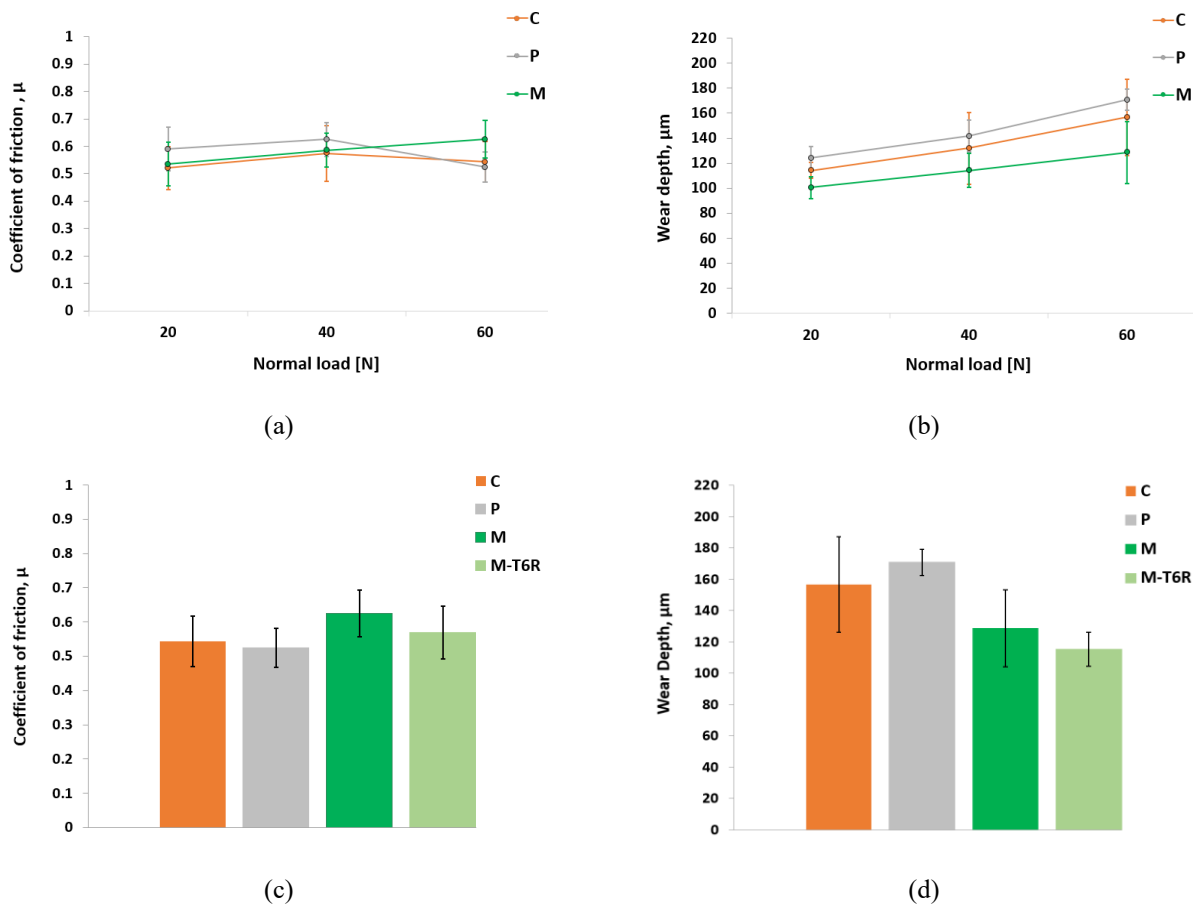 C
P
M
Coefficient of friction , μ
1
0.9
0.8
0.7
0.6
0.5
0.4
0.3
0.2
0.1
0
20
40
60
Normal load [N]
(a)
C
P
M
Wear depth, μm
220
200
180
160
140
120
100
80
60
40
20
0
20
40
60
Normal load [N]
(b)
C
P
M
M-T6R
Coefficient of friction, μ
1
0.9
0.8
0.7
0.6
0.5
0.4
0.3
0.2
0.1
0
(c)
C
P
M
M-T6R
Wear Depth, μm
220
200
180
160
140
120
100
80
60
40
20
0
(d)